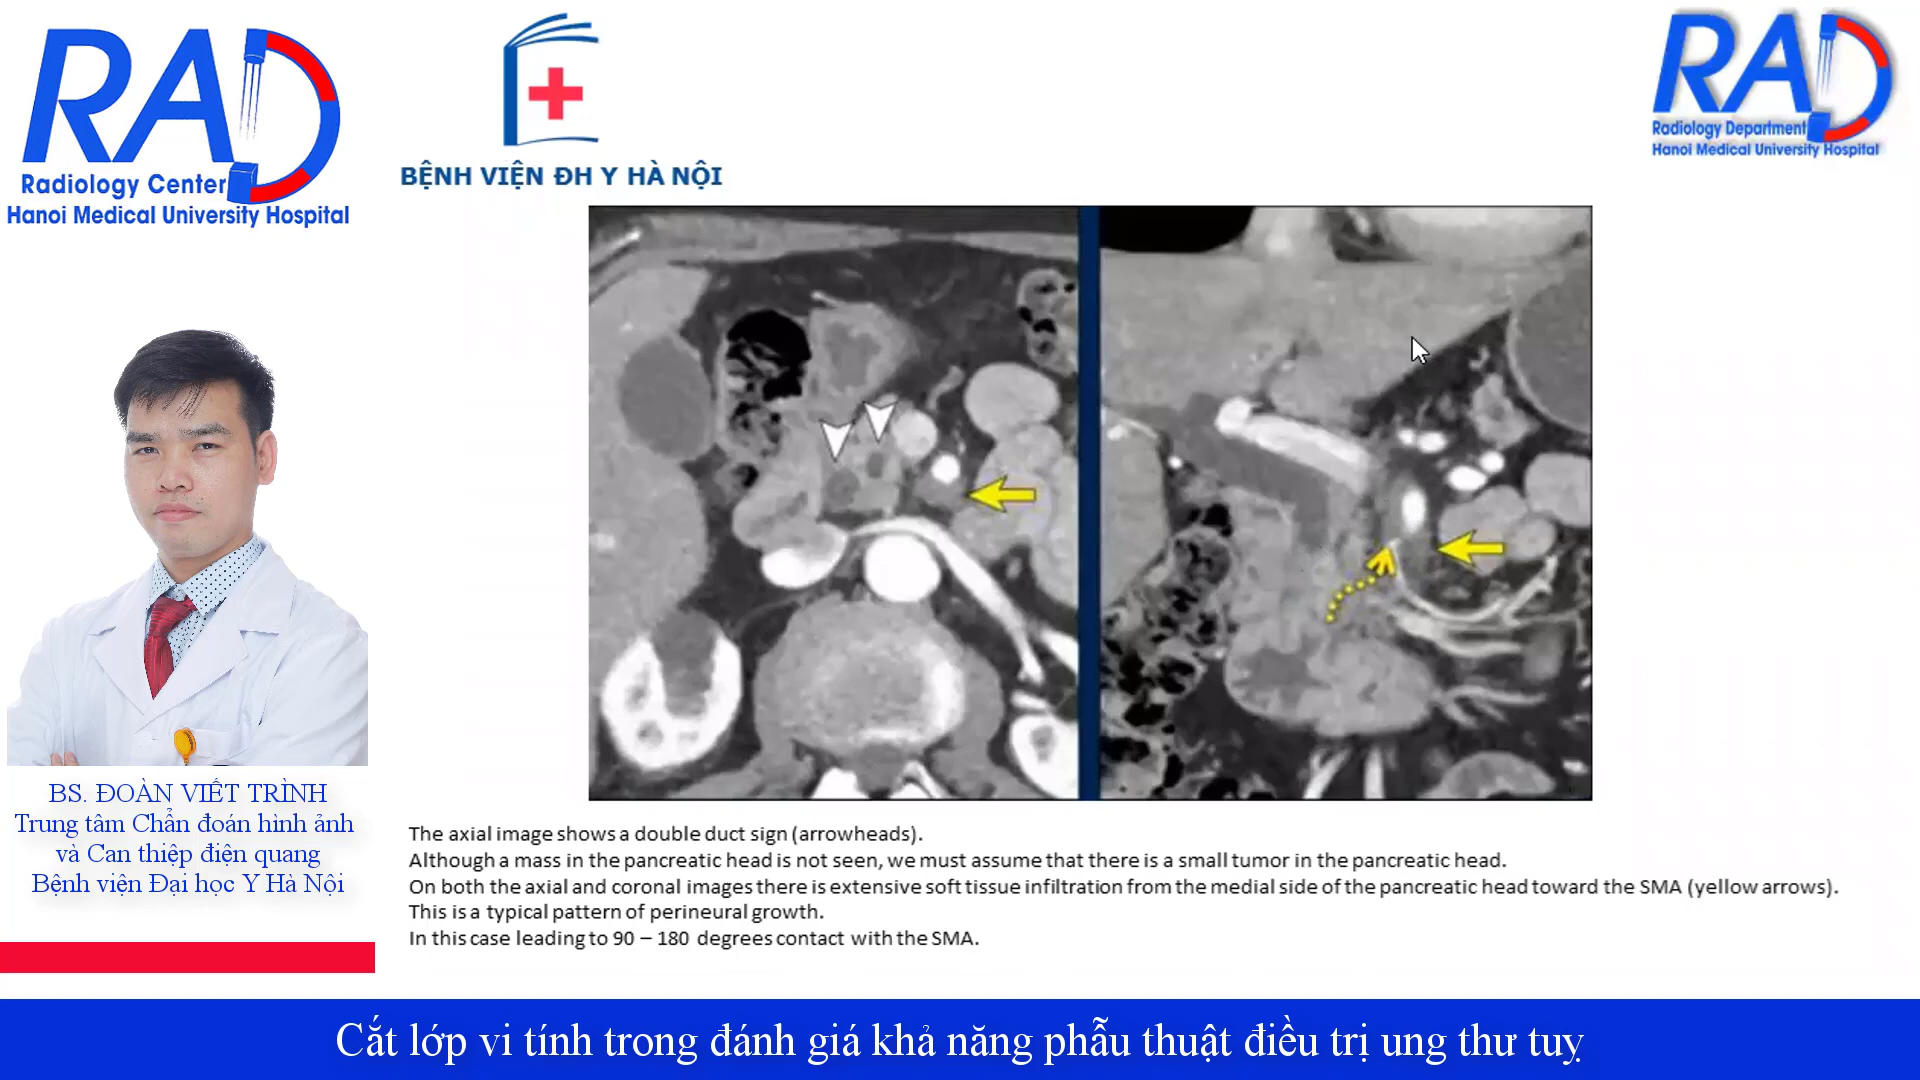 RAD
Radiology Center
Hanoi Medical University Hospital
BỆNH VIỆN ĐH Y HÀ NỘI
RAD
Radiology Department
Hanoi Medical University Hospital
BS. ĐOÀN VIẾT TRÌNH
Trung tâm Chẩn đoán hình ảnh
và Can thiệp điện quang
Bệnh viện Đại học Y Hà Nội
The axial image shows a double duct sign (arrowheads).
Although a mass in the pancreatic head is not seen, we must assume that there is a small tumor in the pancreatic head.
On both the axial and coronal images there is extensive soft tissue infiltration from the medial side of the pancreatic head toward the SMA (yellow arrows).
This is a typical pattern of perineural growth.
In this case leading to 90 – 180 degrees contact with the SMA.
Cắt lớp vi tính trong đánh giá khả năng phẫu thuật điều trị ung thư tuỵ